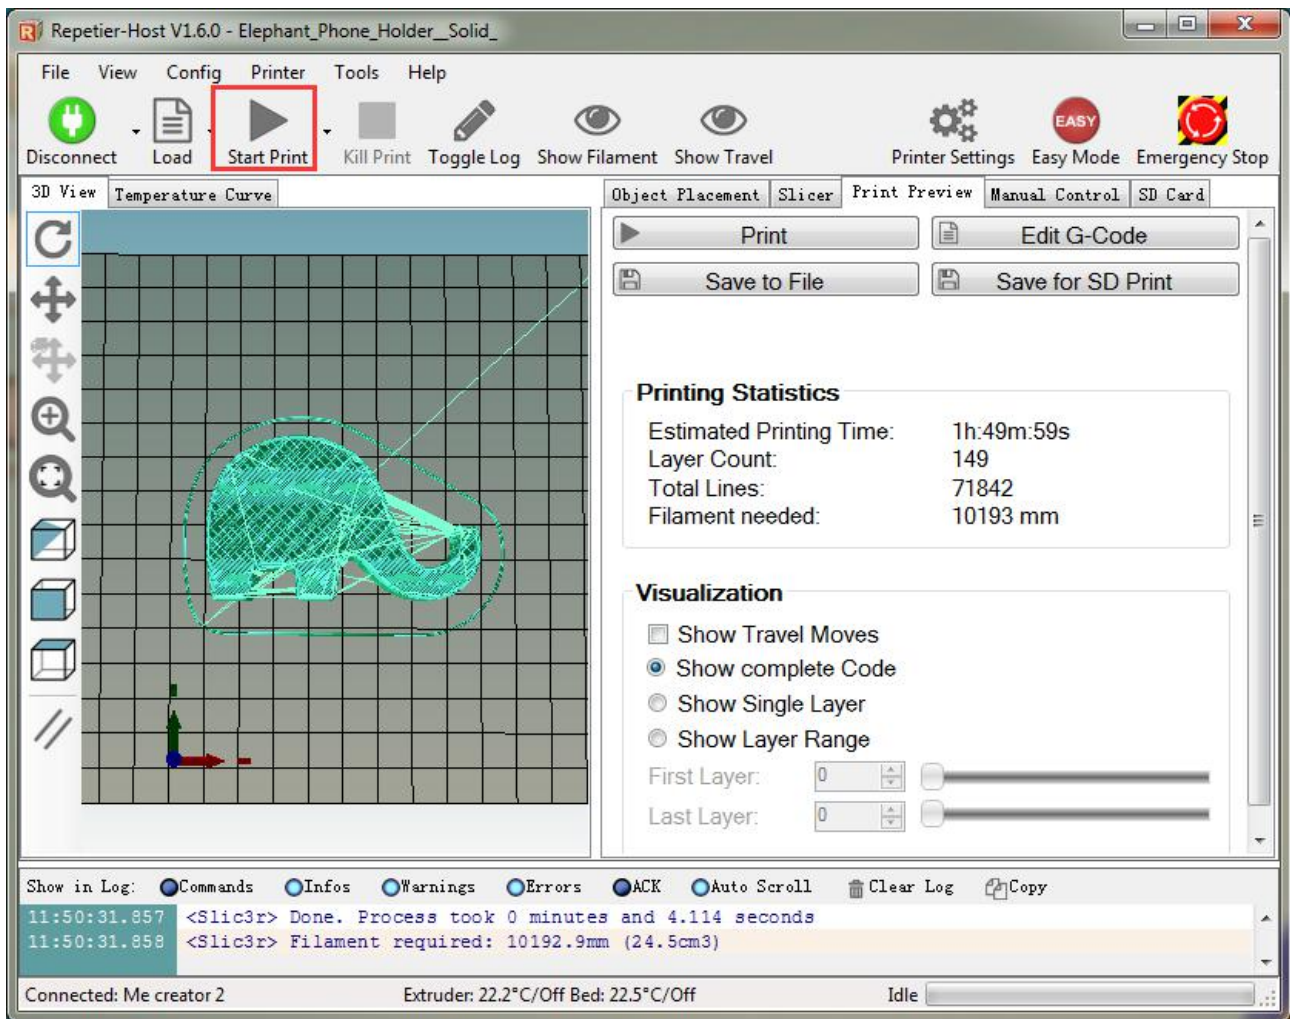 Repetier-Host V1.6.0 - Elephant_Phone_Holder__Solid_
File View Config Printer Tools Help
Disconnect Load Start Print Kill Print Toggle Log Show Filament Show Travel Printer Settings EASY Easy Mode Emergency Stop
3D View Temperature Curve Object Placement Slicer Print Preview Manual Control SD Card
Print Edit G-Code
Save to File Save for SD Print
Printing Statistics
Estimated Printing Time: 1h:49m:59s
Layer Count: 149
Total Lines: 71842
Filament needed: 10193 mm
Visualization
Show Travel Moves
Show complete Code
Show Single Layer
Show Layer Range
First Layer: 0
Last Layer: 0
Show in Log: Commands Infos Warnings Errors ACK Auto Scroll Clear Log Copy
11:50:31.857 <Slic3r> Done. Process took 0 minutes and 4.114 seconds
11:50:31.858 <Slic3r> Filament required: 10192.9mm (24.5cm3)
Connected: Me creator 2 Extruder: 22.2°C/Off Bed: 22.5°C/Off Idle